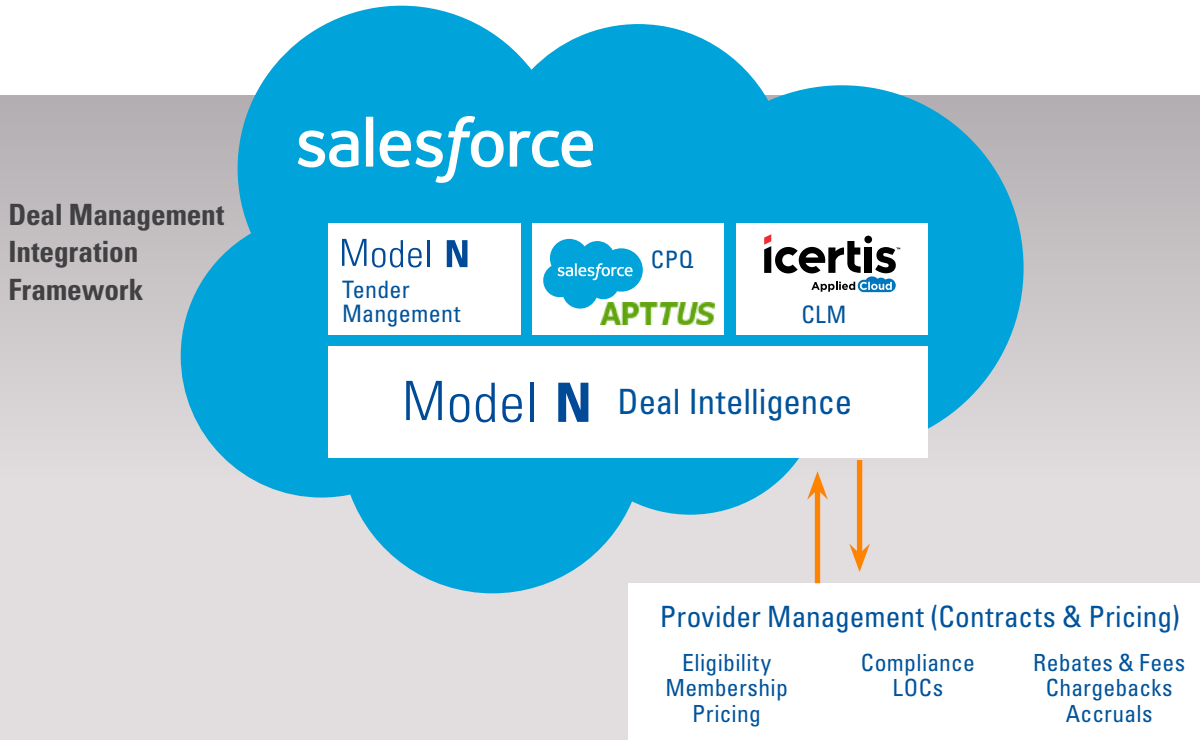 salesforce
Deal Management
Integration
Framework
Model N
Tender
Mangement
salesforce
CPQ
APTTUS
icertis™
Applied Cloud
CLM
Model N Deal Intelligence
Provider Management (Contracts & Pricing)
Eligibility
Membership
Pricing
Compliance
LOCs
Rebates & Fees
Chargebacks
Accruals